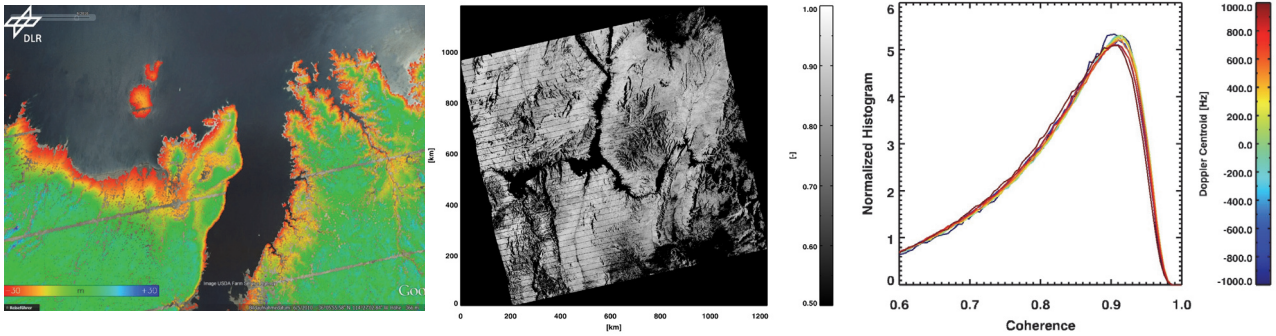 DLR
-30 m +30
Image USDA Farm
Goo
[km]
1000
800
600
400
200
0
0 200 400 600 800 1000 1200
[km]
1.00
0.90
0.80
0.70
0.60
0.50
[-]
Normalized Histogram
6
5
4
3
2
1
0
0.6 0.7 0.8 0.9 1.0
Coherence
Doppler Centroid [Hz]
1000.0
800.0
600.0
400.0
200.0
0.0
-200.0
-400.0
-600.0
-800.0
-1000.0